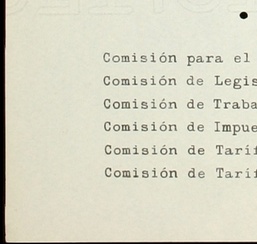 Comisión para el
Comisión de Legis
Comisión de Traba
Comisión de Impue
Comisión de Tarif
Comisión de Tarif